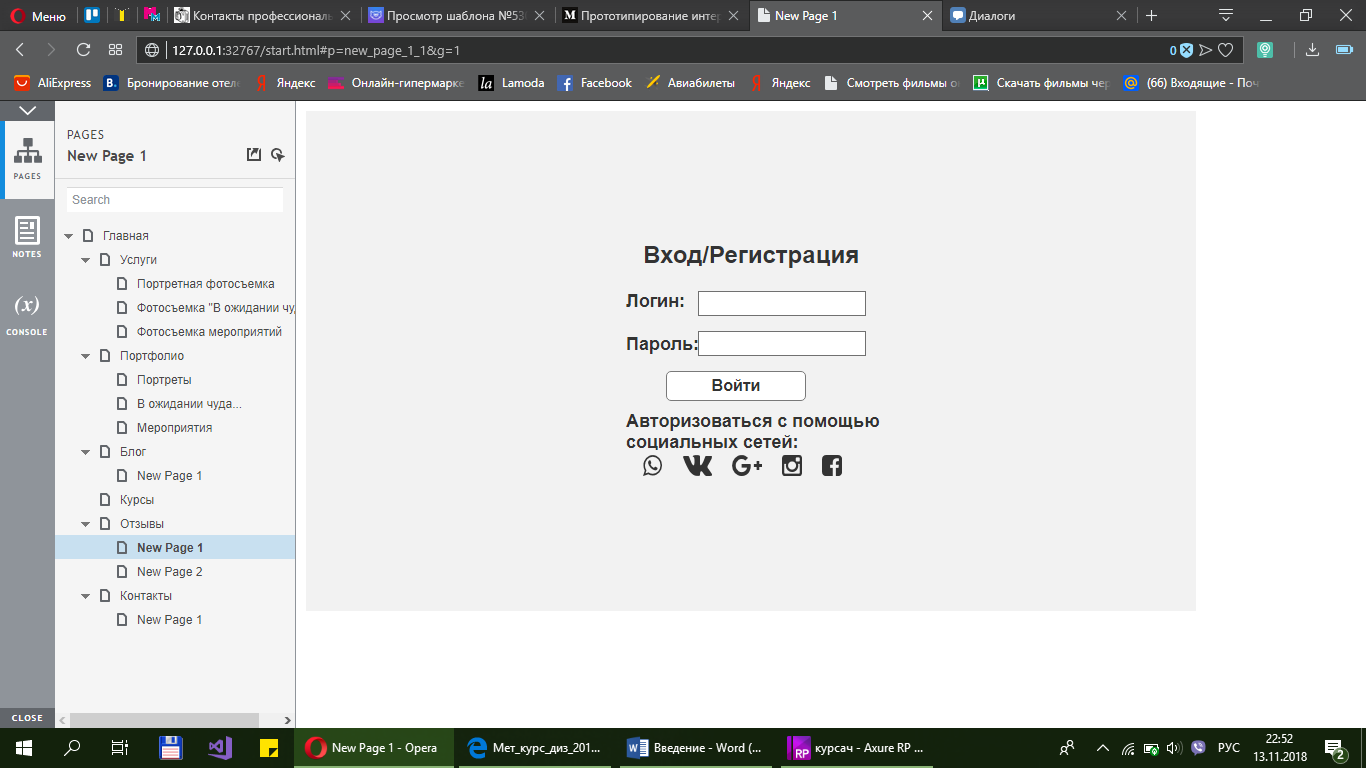 Меню
Контакты профессиональ
Просмотр шаблона №53
Прототипирование интер
New Page 1
Диалоги
127.0.0.1:32767/start.html#p=new_page_1_1&g=1
0
AliExpress
Бронирование отеле
Яндекс
Онлайн-гипермарке
Lamoda
Facebook
Авиабилеты
Яндекс
Смотреть фильмы о
Скачать фильмы чер
(66) Входящие - Поч
PAGES
New Page 1
PAGES
Search
NOTES
(x)
CONSOLE
Главная
Услуги
Портретная фотосъемка
Фотосъемка "В ожидании чуд
Фотосъемка мероприятий
Портфолио
Портреты
В ожидании чуда...
Мероприятия
Блог
New Page 1
Курсы
Отзывы
New Page 1
New Page 2
Контакты
New Page 1
CLOSE
Вход/Регистрация
Логин:
Пароль:
Войти
Авторизоваться с помощью
социальных сетей:
New Page 1 - Opera
Мет_курс_диз_201...
Введение - Word (...
курсач - Axure RP ...
РУС
22:52
13.11.2018
2